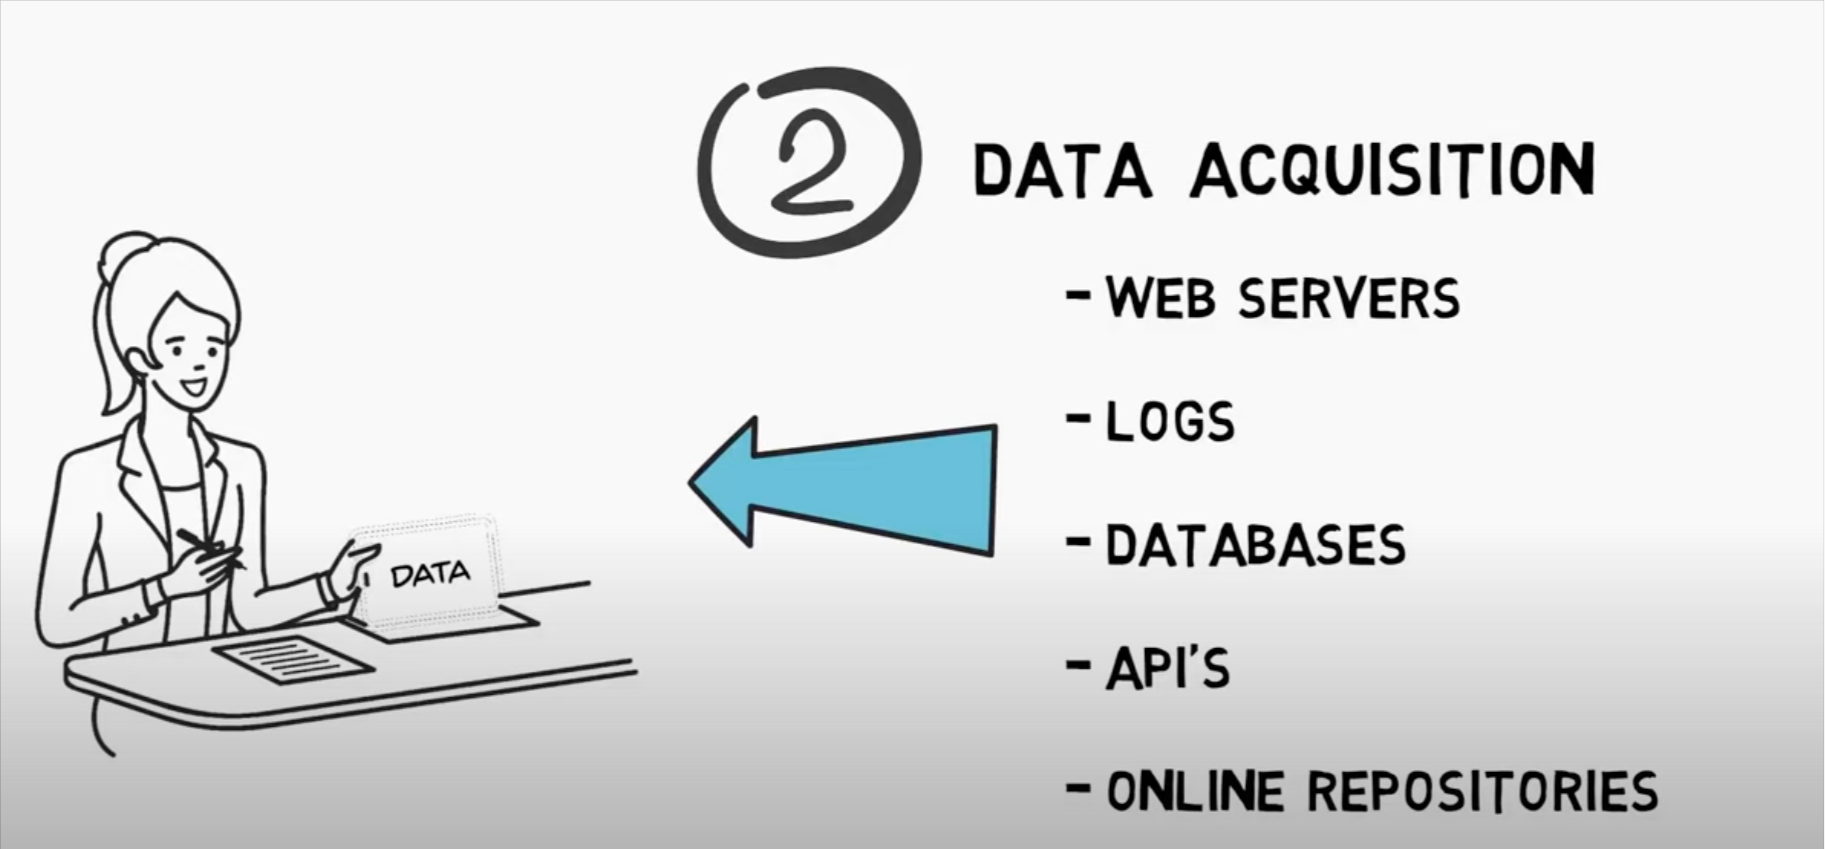 2
DATA ACQUISITION
- WEB SERVERS
- LOGS
- DATABASES
- API'S
- ONLINE REPOSITORIES
DATA